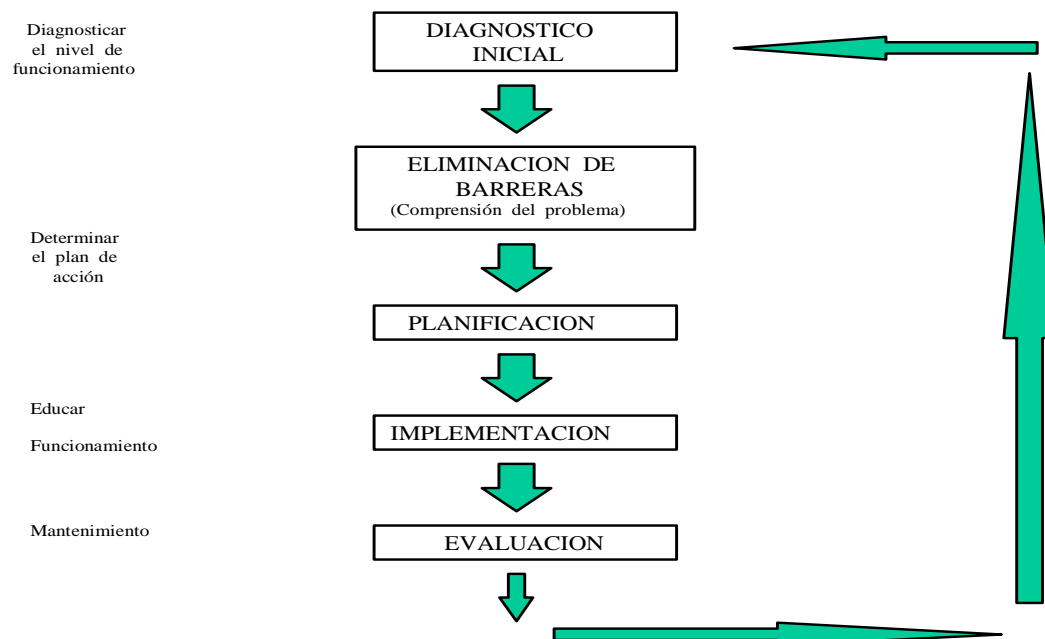 Diagnosticar
el nivel de
funcionamiento
DIAGNOSTICO
INICIAL
ELIMINACION DE
BARRERAS
(Comprensión del problema)
Determinar
el plan de
acción
PLANIFICACION
Educar
IMPLEMENTACION
Funcionamiento
Mantenimiento
EVALUACION